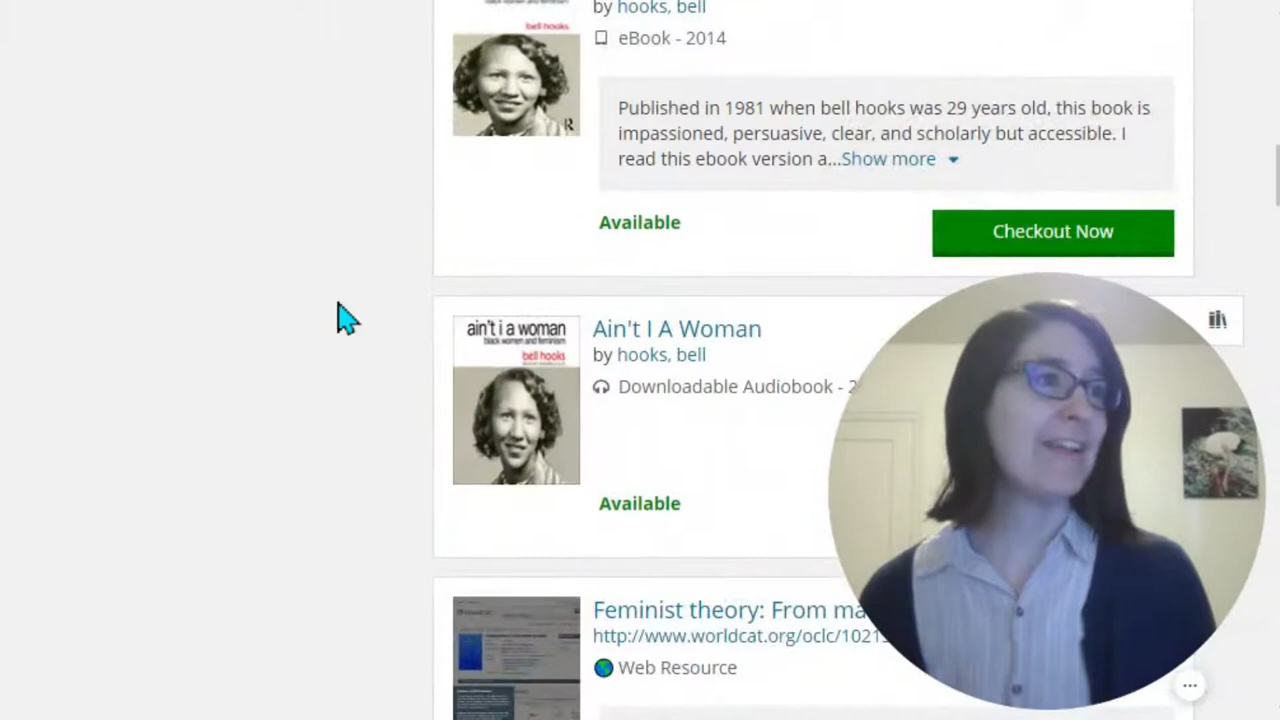 by hooks, bell
bell hooks
eBook - 2014
Published in 1981 when bell hooks was 29 years old, this book is
impassioned, persuasive, clear, and scholarly but accessible. I
read this ebook version a...Show more
Available
Checkout Now
ain't i a woman
black women and feminism
bell hooks
Ain't I A Woman
by hooks, bell
Downloadable Audiobook - 2
Available
Feminist theory: From ma
http://www.worldcat.org/oclc/1021
Web Resource